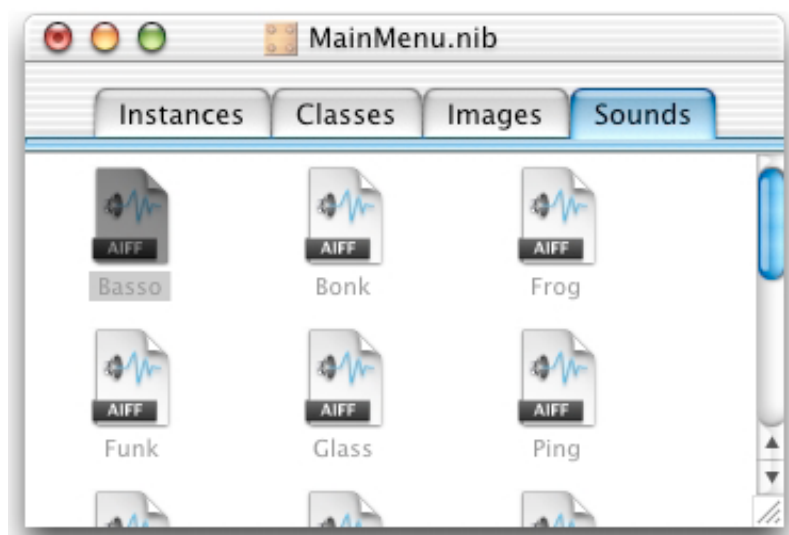 MainMenu.nib
Instances Classes Images Sounds
AIFF AIFF AIFF
Basso Bonk Frog
AIFF AIFF AIFF
Funk Glass Ping